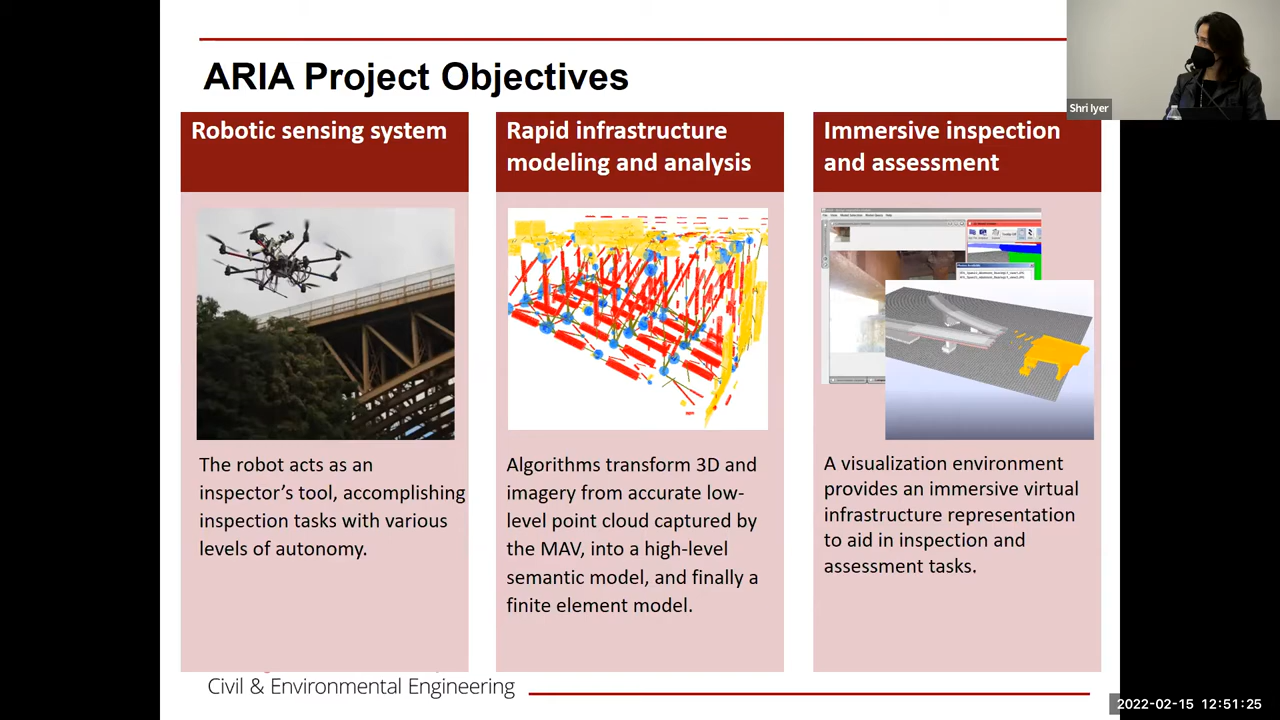 ARIA Project Objectives
Shri Iyer
Robotic sensing system
Rapid infrastructure
modeling and analysis
Immersive inspection
and assessment
The robot acts as an
inspector’s tool, accomplishing
inspection tasks with various
levels of autonomy.
Algorithms transform 3D and
imagery from accurate low-
level point cloud captured by
the MAV, into a high-level
semantic model, and finally a
finite element model.
A visualization environment
provides an immersive virtual
infrastructure representation
to aid in inspection and
assessment tasks.
Civil & Environmental Engineering
2022-02-15 12:51:25